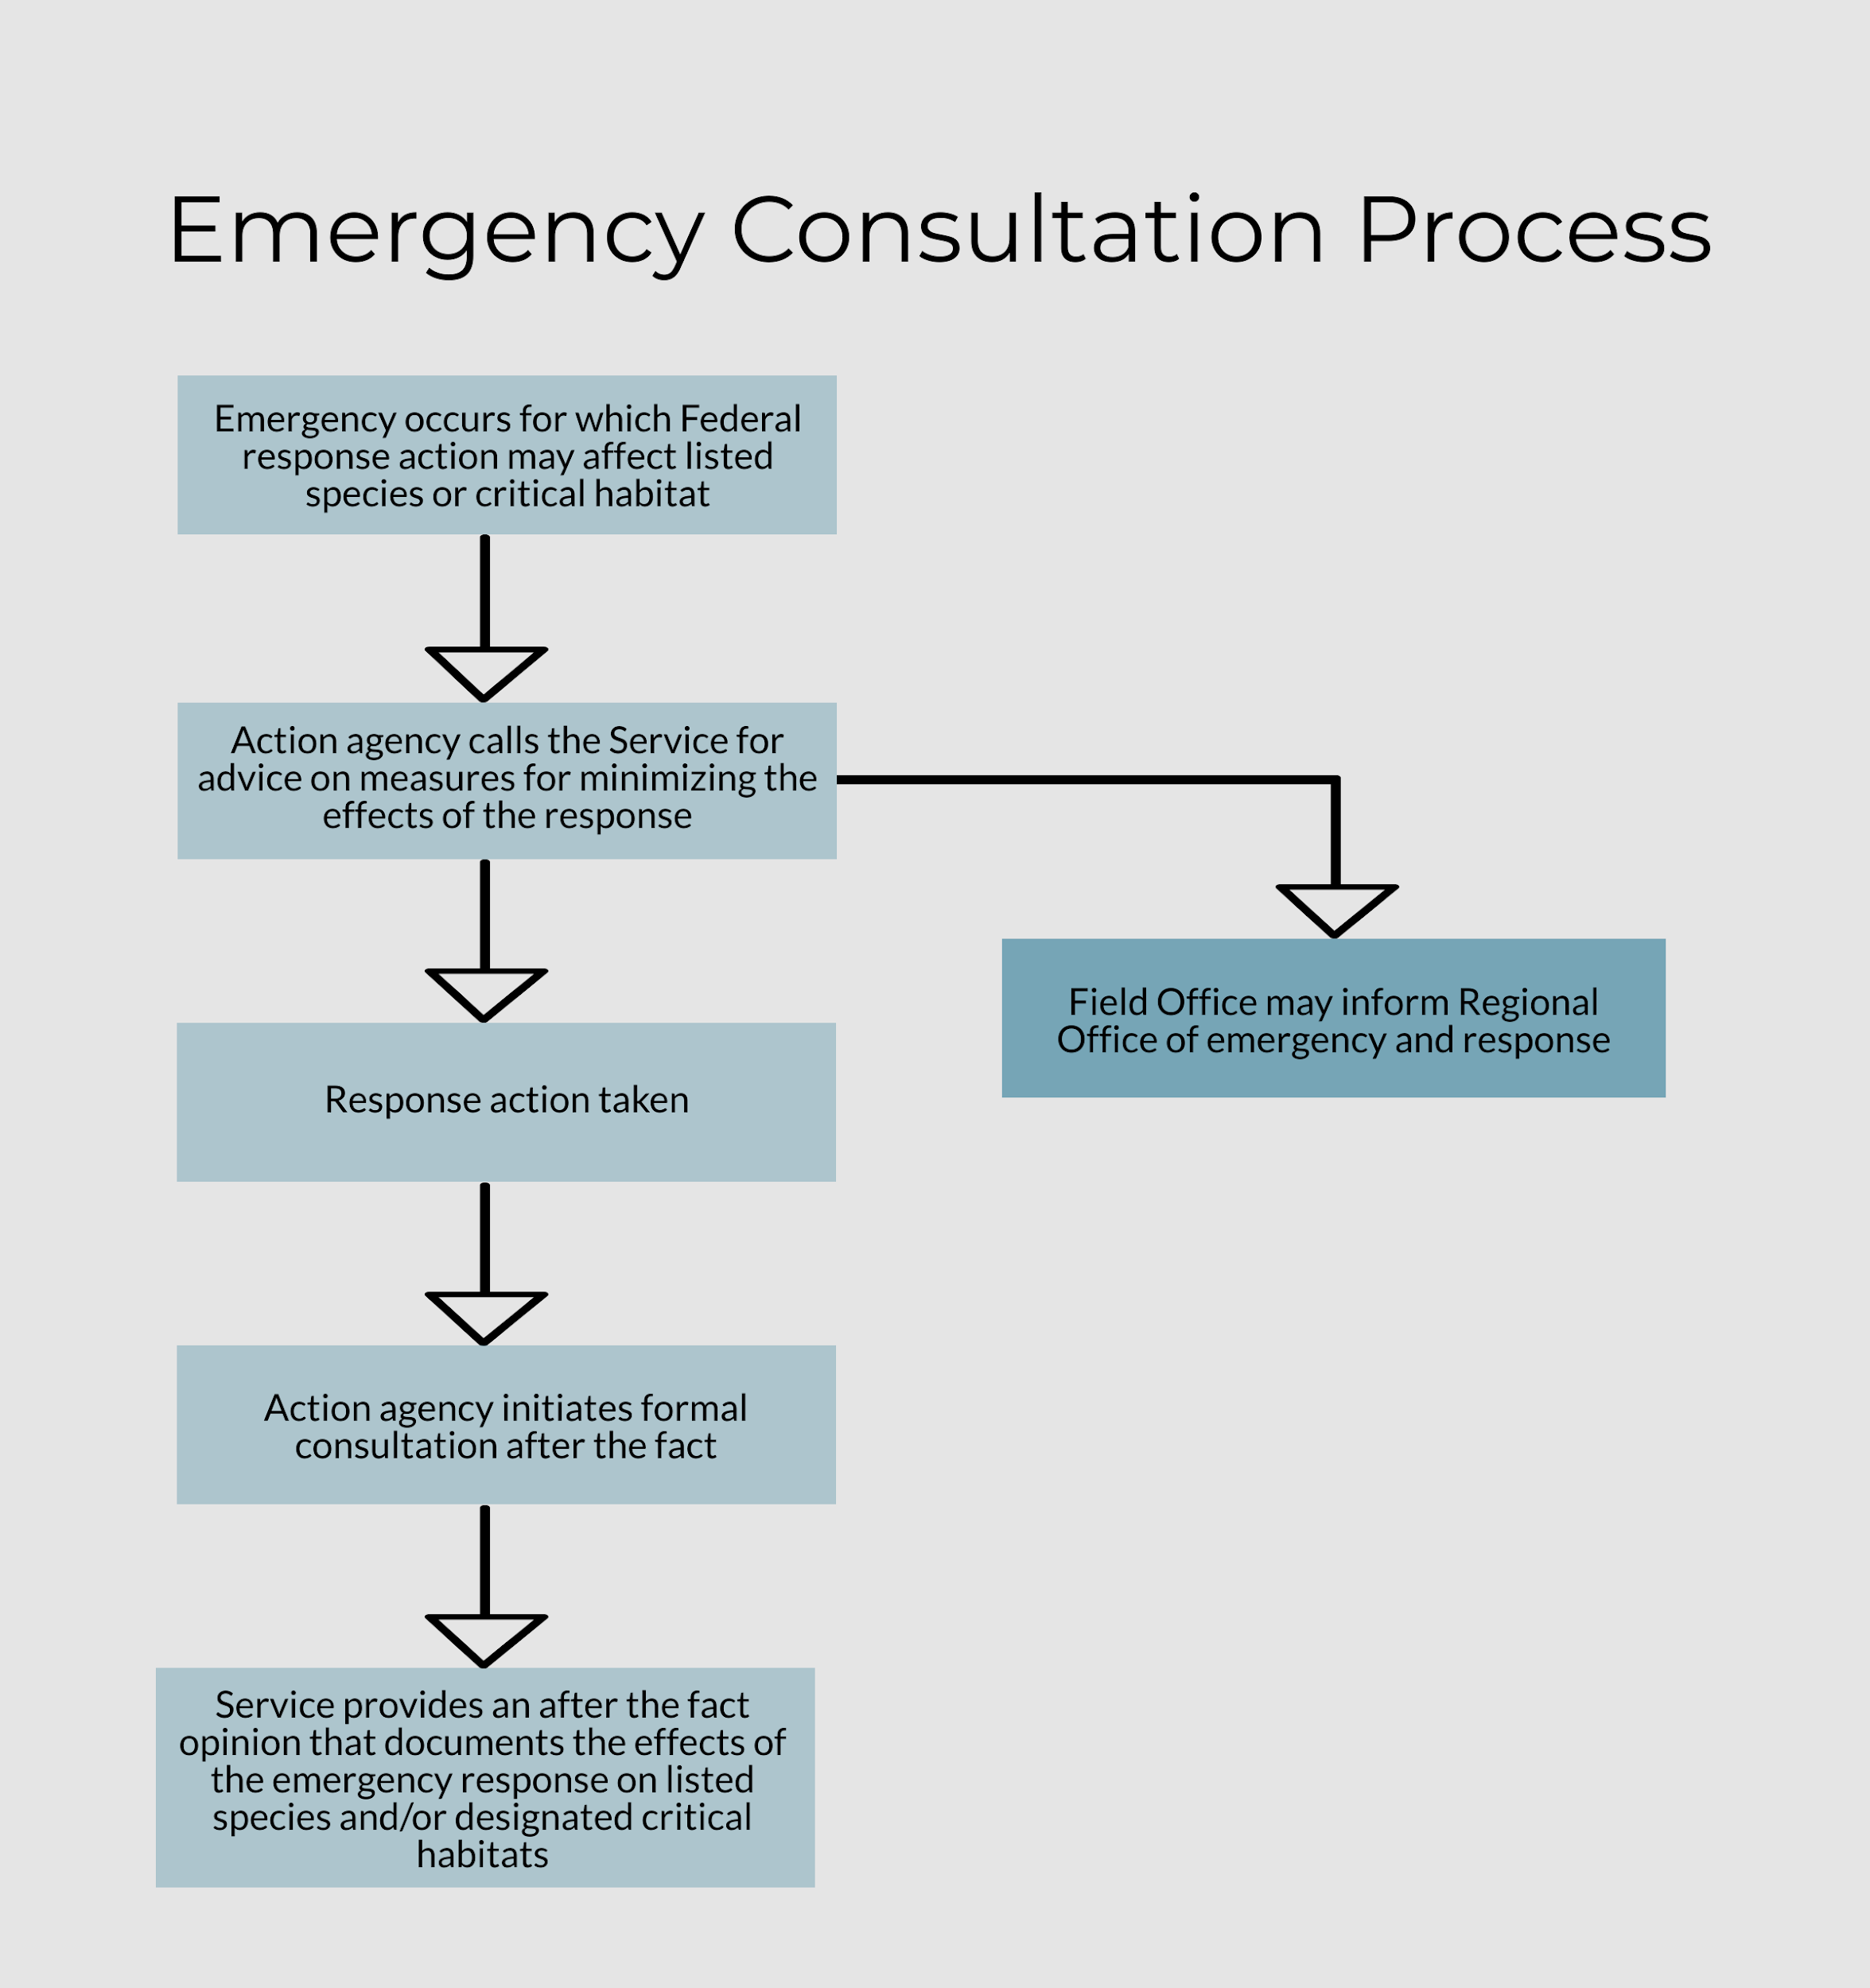 Emergency Consultation Process
Emergency occurs for which Federal
response action may affect listed
species or critical habitat
Action agency calls the Service for
advice on measures for minimizing the
effects of the response
Field Office may inform Regional
Office of emergency and response
Response action taken
Action agency initiates formal
consultation after the fact
Service provides an after the fact
opinion that documents the effects of
the emergency response on listed
species and/or designated critical
habitats